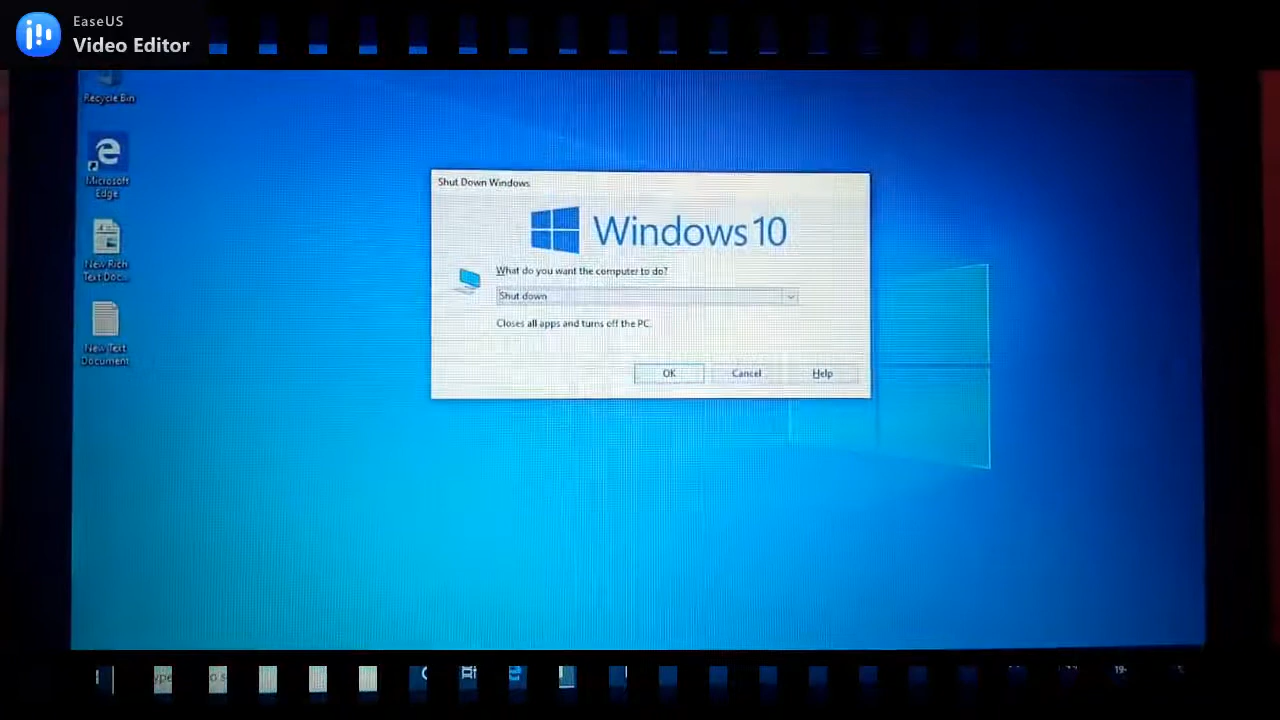 EaseUS
Video Editor
Recycle Bin
Microsoft
Edge
New Rich
Text Doc...
New Text
Document
Shut Down Windows
Windows 10
What do you want the computer to do?
Shut down
Closes all apps and turns off the PC.
OK
Cancel
Help